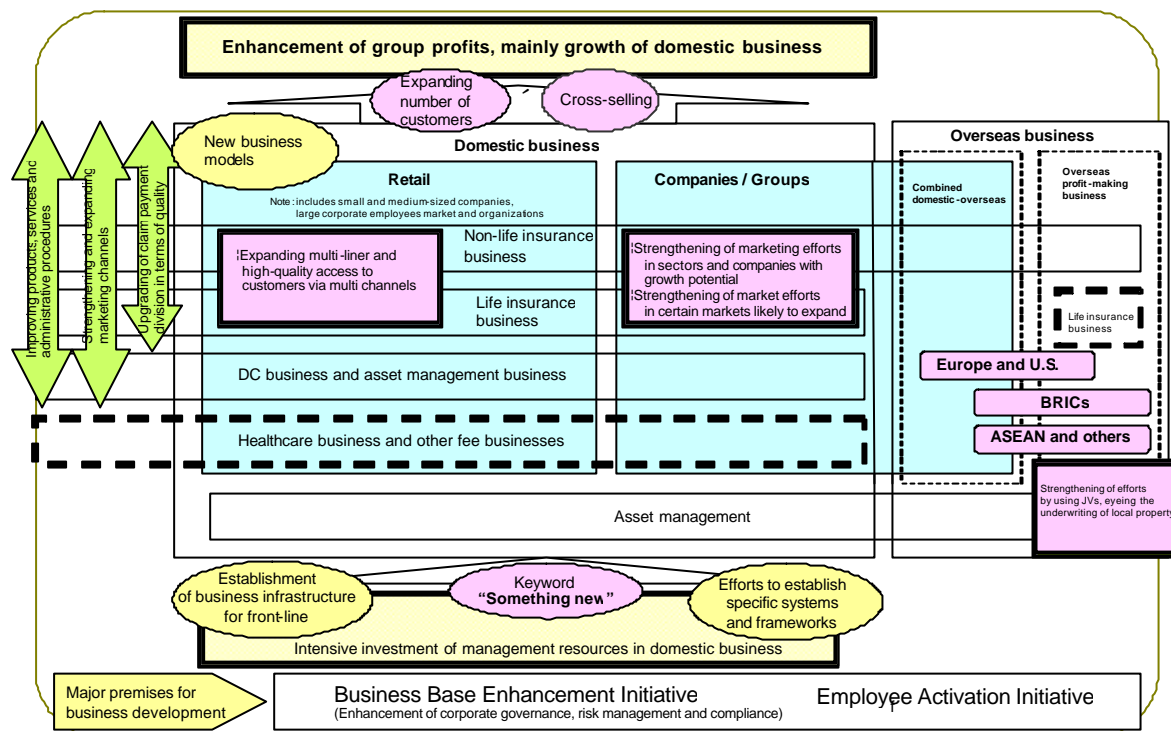 Enhancement of group profits, mainly growth of domestic business
Expanding
number of
customers
Cross-selling
New business
models
Domestic business
Overseas business
Retail
Note : includes small and medium-sized companies,
large corporate employees market and organizations
Companies / Groups
Combined
domestic-overseas
Overseas
profit-making
business
Improving products, services and
administrative procedures
Strengthening and expanding
marketing channels
Upgrading of claim payment
division in terms of quality
Non-life insurance
business
¦Expanding multi-liner and
high-quality access to
customers via multi channels
¦Strengthening of marketing efforts
in sectors and companies with
growth potential
¦Strengthening of market efforts
in certain markets likely to expand
Life insurance
business
Life insurance
business
DC business and asset management business
Europe and U.S.
BRICs
Healthcare business and other fee businesses
ASEAN and others
Strengthening of efforts
by using JVs, eyeing the
underwriting of local property
Asset management
Establishment
of business infrastructure
for front-line
Keyword
“Something new”
Efforts to establish
specific systems
and frameworks
Intensive investment of management resources in domestic business
Major premises for
business development
Business Base Enhancement Initiative
(Enhancement of corporate governance, risk management and compliance)
Employee Activation Initiative